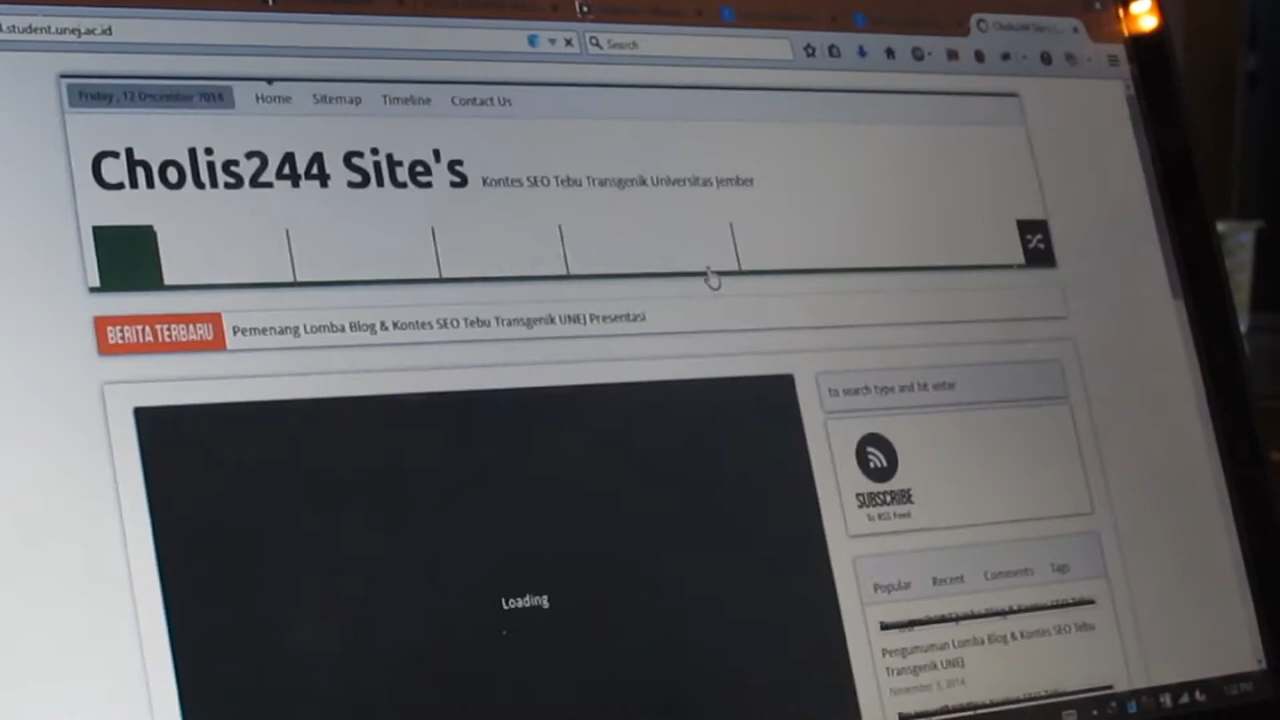 .student.unej.ac.id
Search
Friday, 12 December 2014 Home Sitemap Timeline Contact Us
Cholis244 Site's Kontes SEO Tebu Transgenik Universitas Jember
BERITA TERBARU Pemenang Lomba Blog & Kontes SEO Tebu Transgenik UNEJ Presentasi
to search type and hit enter
SUBSCRIBE
To RSS Feed
Loading
Popular Recent Comments Tags
Pengumuman Lomba Blog & Kontes SEO Tebu
Transgenik UNEJ
November 3, 2014